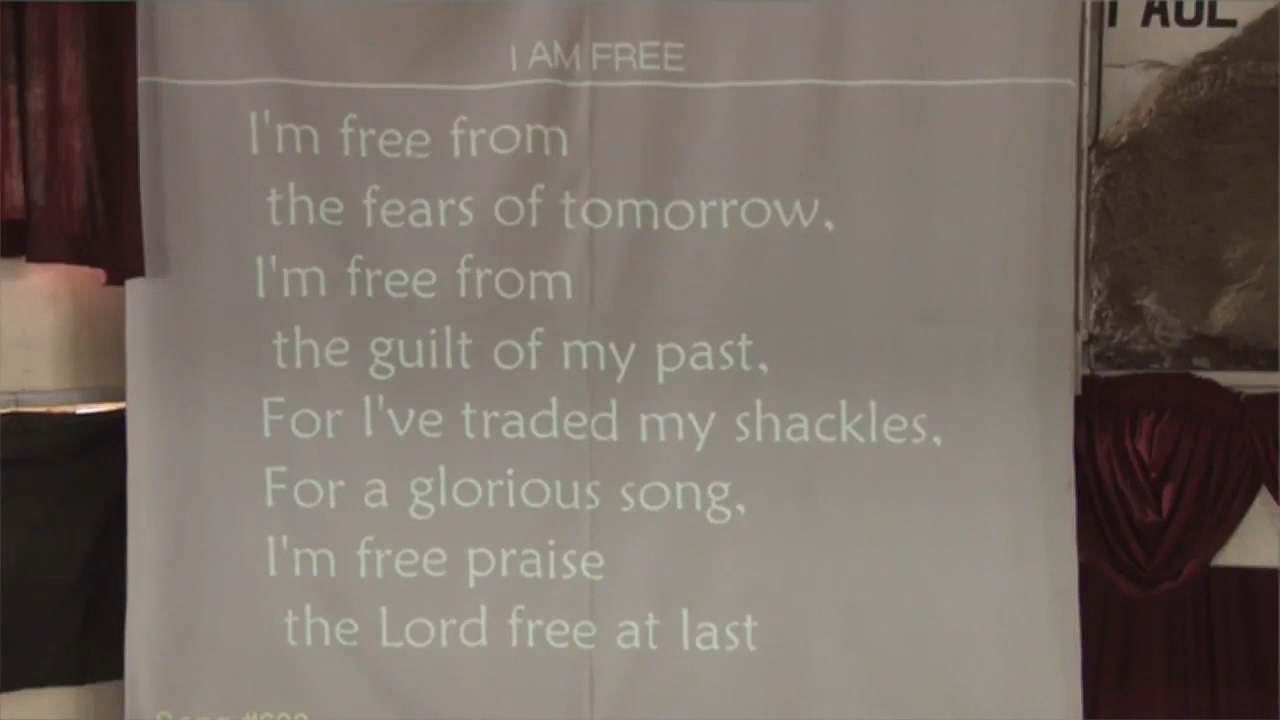 PAUL
I AM FREE
I'm free from
the fears of tomorrow,
I'm free from
the guilt of my past,
For I've traded my shackles,
For a glorious song,
I'm free praise
the Lord free at last